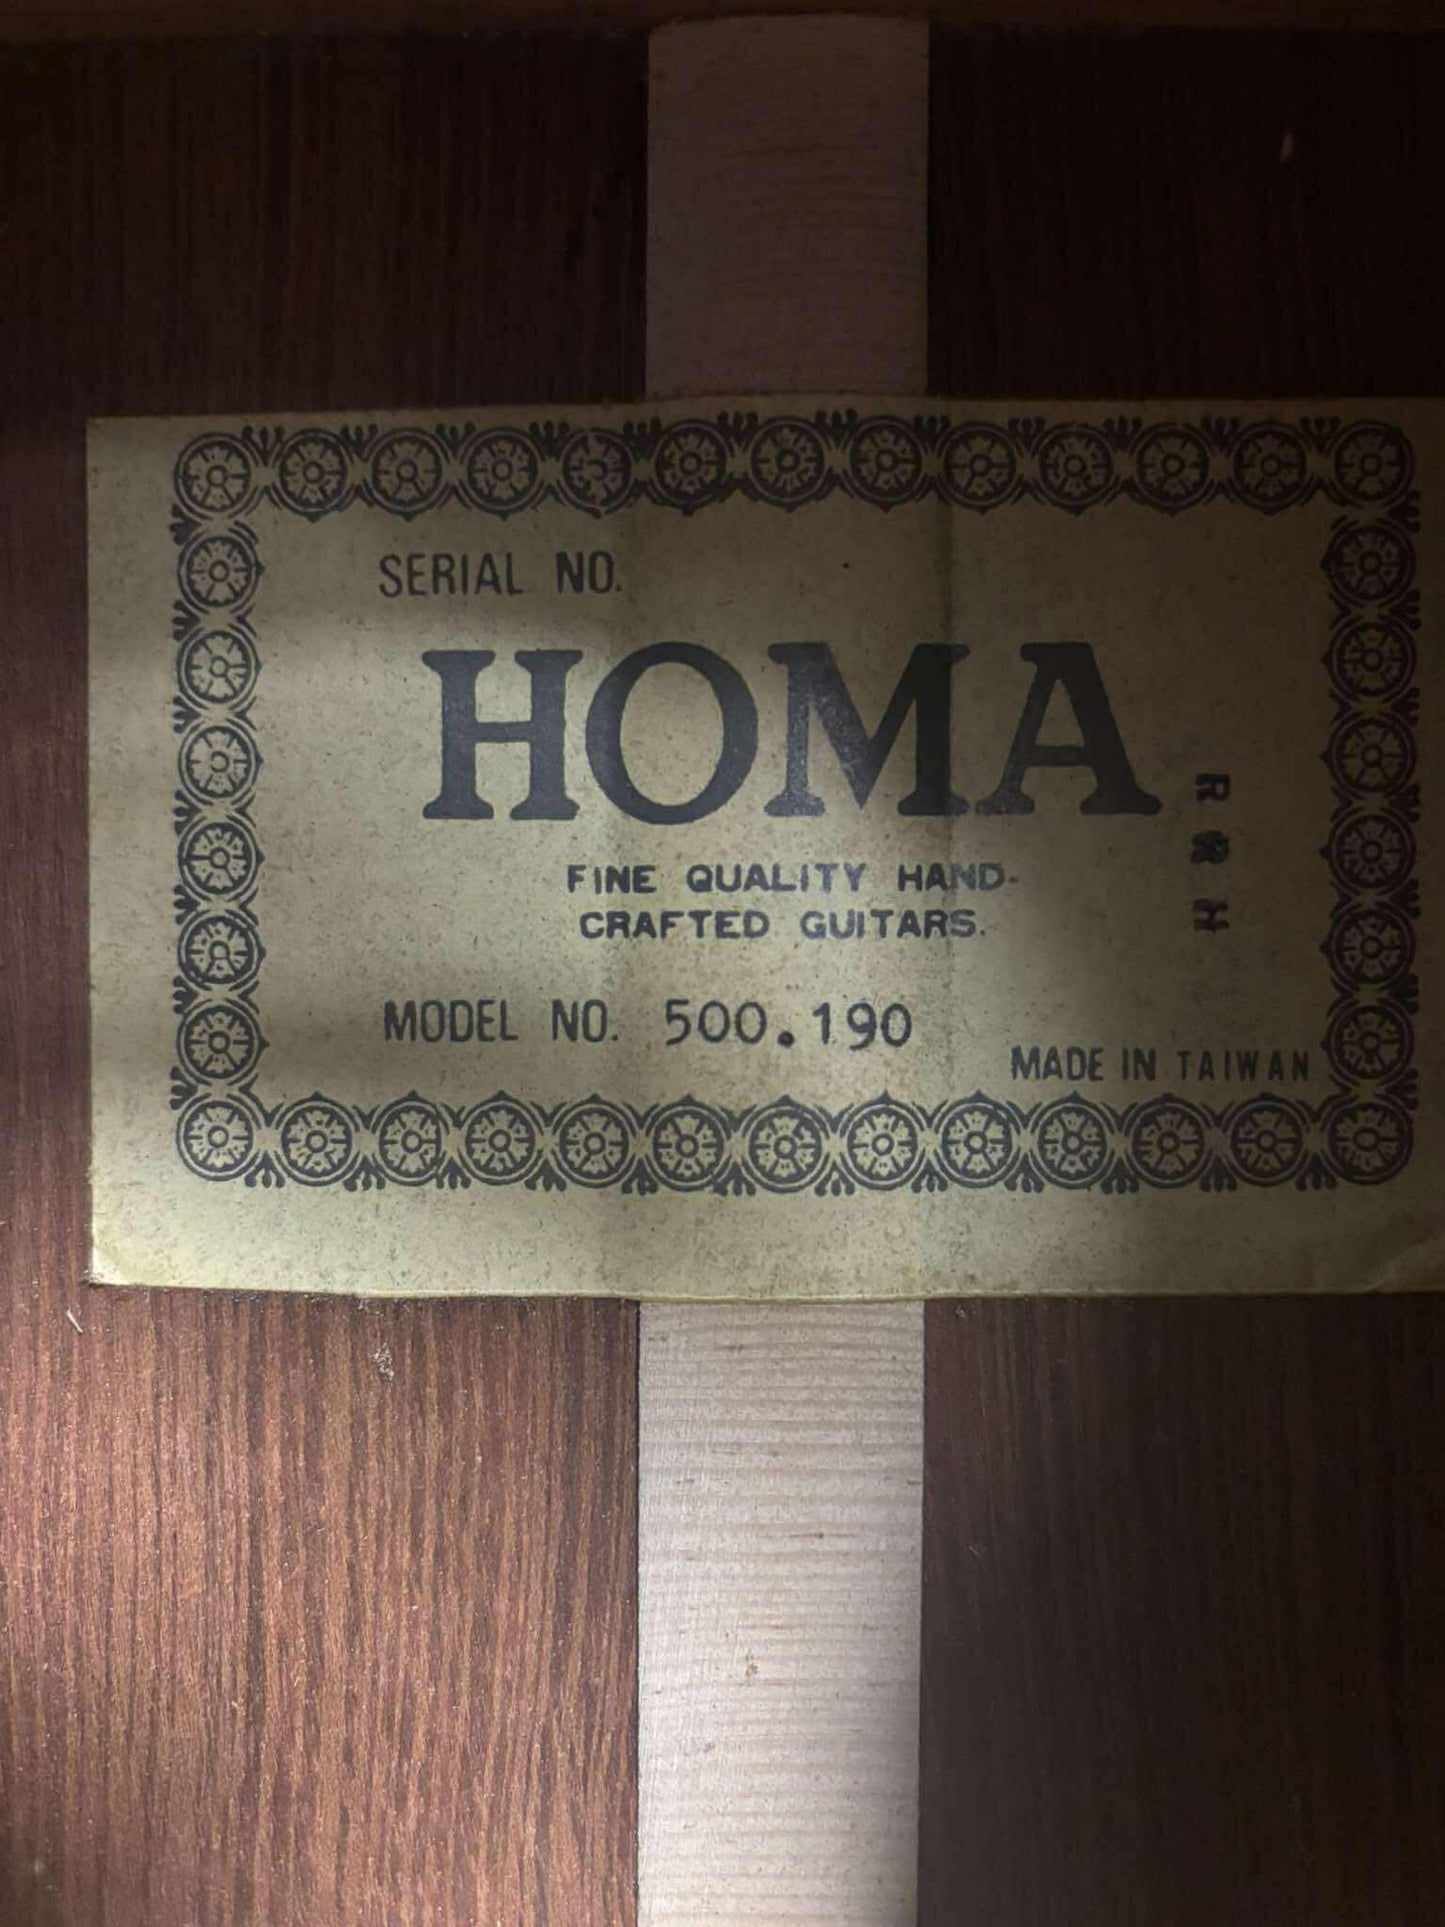 SERIAL NO.
HOMA
FINE QUALITY HAND-
CRAFTED GUITARS.
R R H
MODEL NO. 500.190
MADE IN TAIWAN